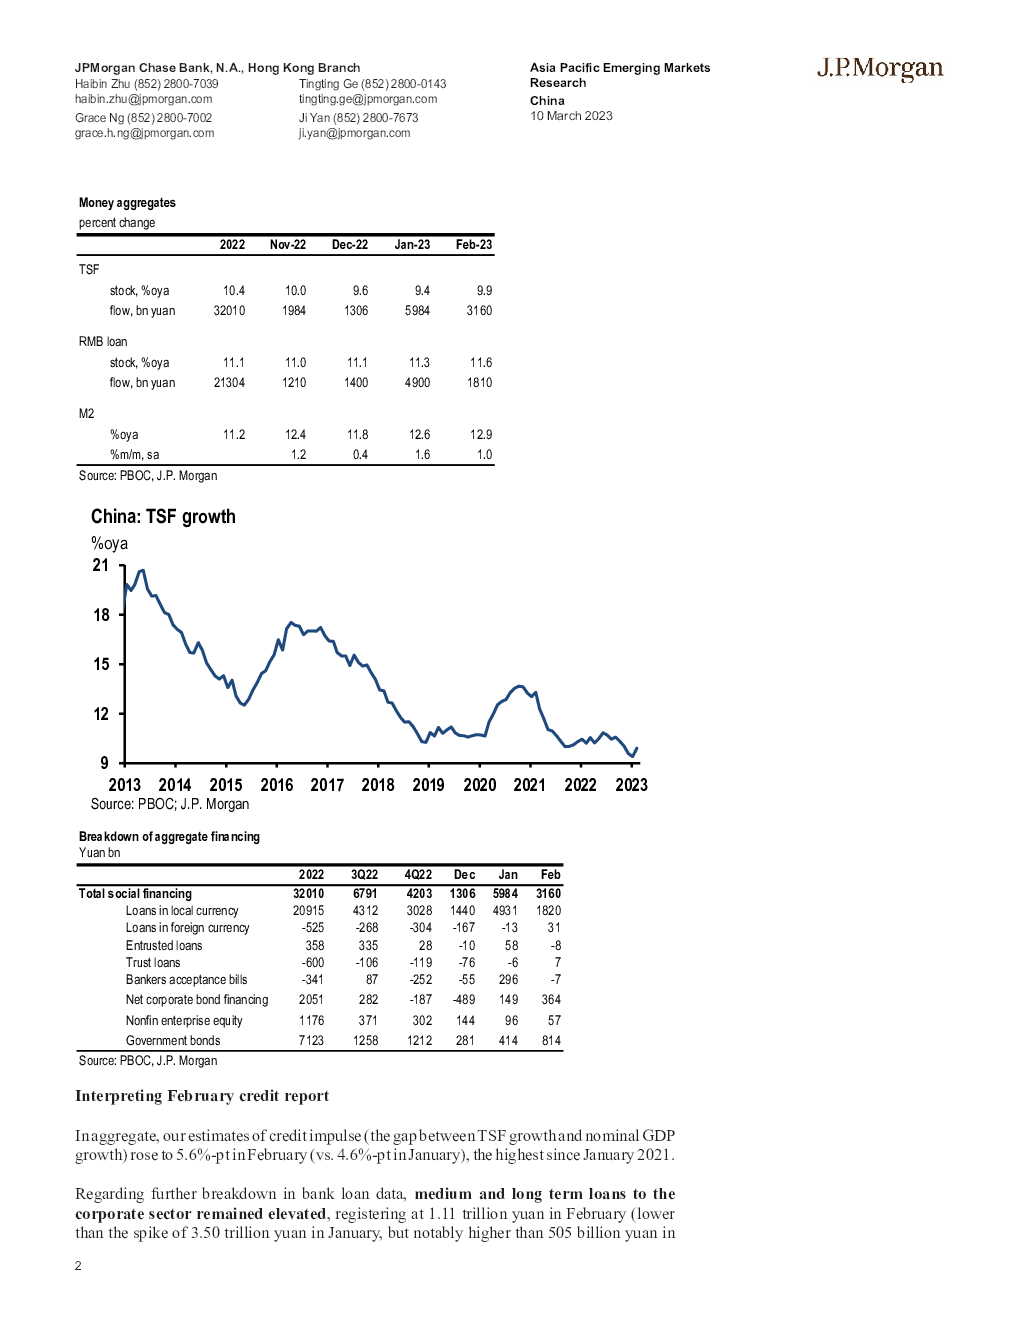 JPMorgan Chase Bank, N.A., Hong Kong Branch
Haibin Zhu (852) 2800-7039 Tingting Ge (852) 2800-0143
haibin.zhu@jpmorgan.com tingting.ge@jpmorgan.com
Grace Ng (852) 2800-7002 Ji Yan (852) 2800-7673
grace.h.ng@jpmorgan.com ji.yan@jpmorgan.com
Asia Pacific Emerging Markets
Research
China
10 March 2023
J.P.Morgan
Money aggregates
percent change
2022 Nov-22 Dec-22 Jan-23 Feb-23
TSF
stock, %oya 10.4 10.0 9.6 9.4 9.9
flow, bn yuan 32010 1984 1306 5984 3160
RMB loan
stock, %oya 11.1 11.0 11.1 11.3 11.6
flow, bn yuan 21304 1210 1400 4900 1810
M2
%oya 11.2 12.4 11.8 12.6 12.9
%m/m, sa 1.2 0.4 1.6 1.0
Source: PBOC, J.P. Morgan
China: TSF growth
%oya
21
18
15
12
9
2013 2014 2015 2016 2017 2018 2019 2020 2021 2022 2023
Source: PBOC; J.P. Morgan
Breakdown of aggregate financing
Yuan bn
2022 3Q22 4Q22 Dec Jan Feb
Total social financing 32010 6791 4203 1306 5984 3160
Loans in local currency 20915 4312 3028 1440 4931 1820
Loans in foreign currency -525 -268 -304 -167 -13 31
Entrusted loans 358 335 28 -10 58 -8
Trust loans -600 -106 -119 -76 -6 7
Bankers acceptance bills -341 87 -252 -55 296 -7
Net corporate bond financing 2051 282 -187 -489 149 364
Nonfin enterprise equity 1176 371 302 144 96 57
Government bonds 7123 1258 1212 281 414 814
Source: PBOC, J.P. Morgan
Interpreting February credit report
In aggregate, our estimates of credit impulse (the gap between TSF growth and nominal GDP
growth) rose to 5.6%-pt in February (vs. 4.6%-pt in January), the highest since January 2021.
Regarding further breakdown in bank loan data, medium and long term loans to the
corporate sector remained elevated, registering at 1.11 trillion yuan in February (lower
than the spike of 3.50 trillion yuan in January, but notably higher than 505 billion yuan in
2